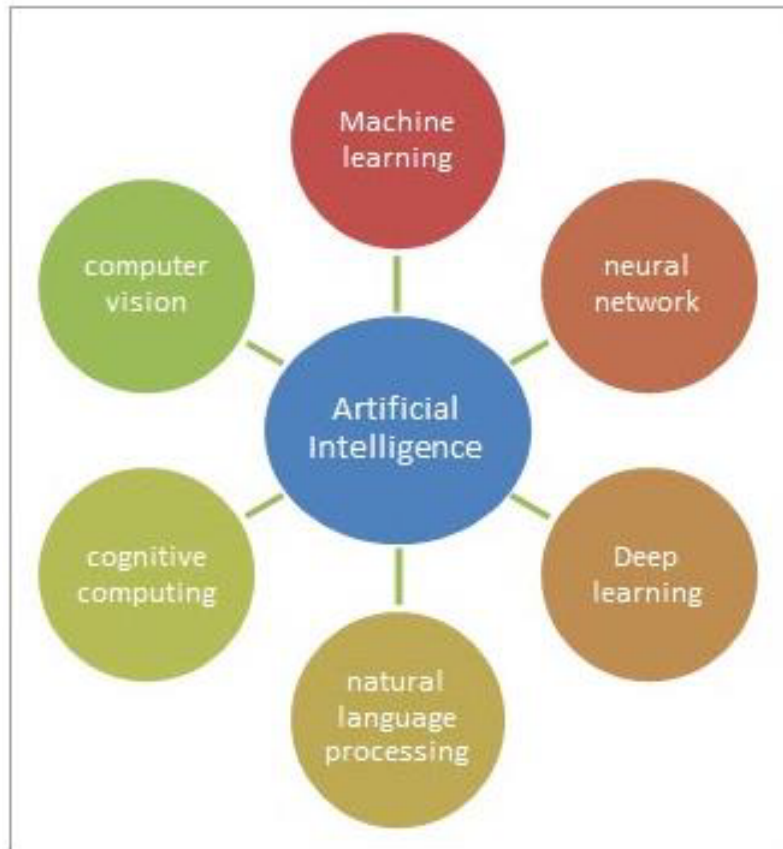 Machine
learning
computer
vision
neural
network
Artificial
Intelligence
cognitive
computing
Deep
learning
natural
language
processing